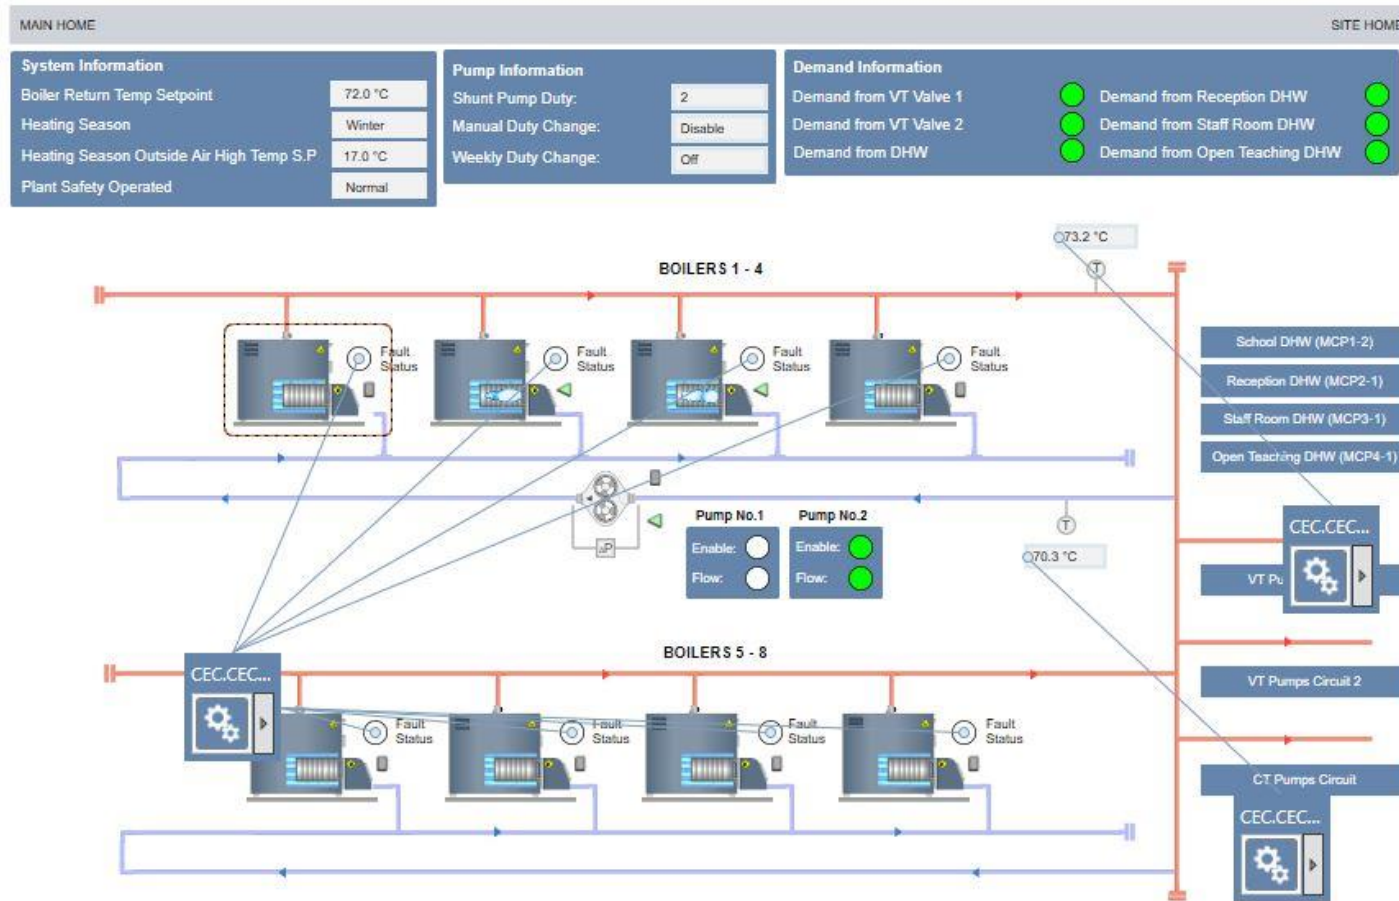 MAIN HOME
SITE HOME
System Information
Boiler Return Temp Setpoint 72.0 °C
Heating Season Winter
Heating Season Outside Air High Temp S.P 17.0 °C
Plant Safety Operated Normal
Pump Information
Shunt Pump Duty: 2
Manual Duty Change: Disable
Weekly Duty Change: Off
Demand Information
Demand from VT Valve 1 Demand from Reception DHW
Demand from VT Valve 2 Demand from Staff Room DHW
Demand from DHW Demand from Open Teaching DHW
73.2 °C
BOILERS 1 - 4
T
Fault Status
Fault Status
Fault Status
Fault Status
School DHW (MCP1-2)
Reception DHW (MCP2-1)
Staff Room DHW (MCP3-1)
Open Teaching DHW (MCP4-1)
Pump No.1 Pump No.2
Enable: Enable:
Flow: Flow:
ΔP
T
70.3 °C
CEC.CEC...
VT Pu
BOILERS 5 - 8
CEC.CEC...
Fault Status
Fault Status
Fault Status
Fault Status
VT Pumps Circuit 2
CT Pumps Circuit
CEC.CEC...